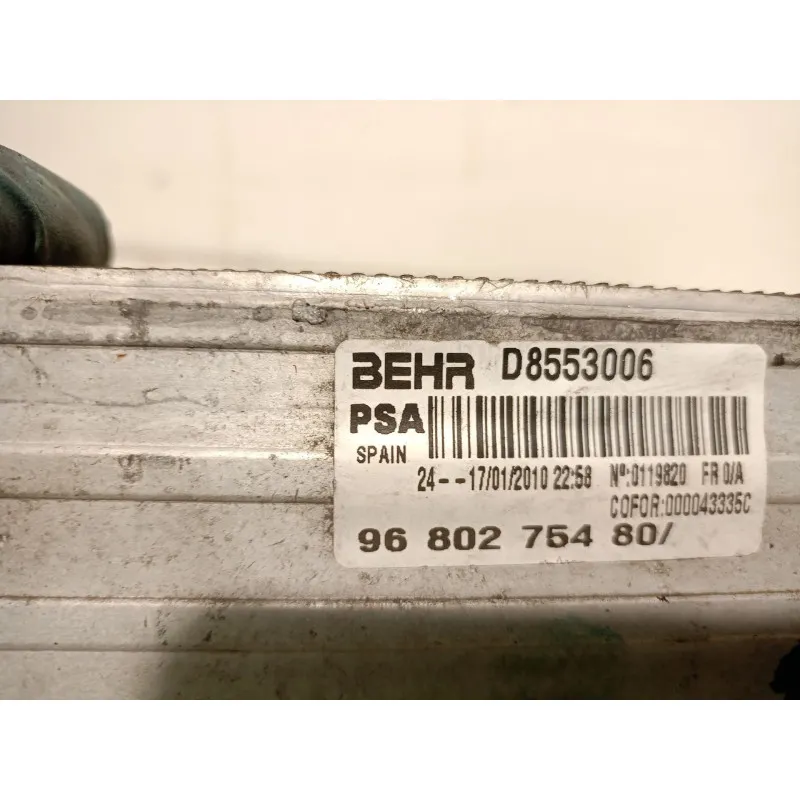 BEHR D8553006
PSA
SPAIN
24--17/01/2010 22:58 Nº:0119820 FR 0/A
COFOR:000043335C
96 802 754 80/